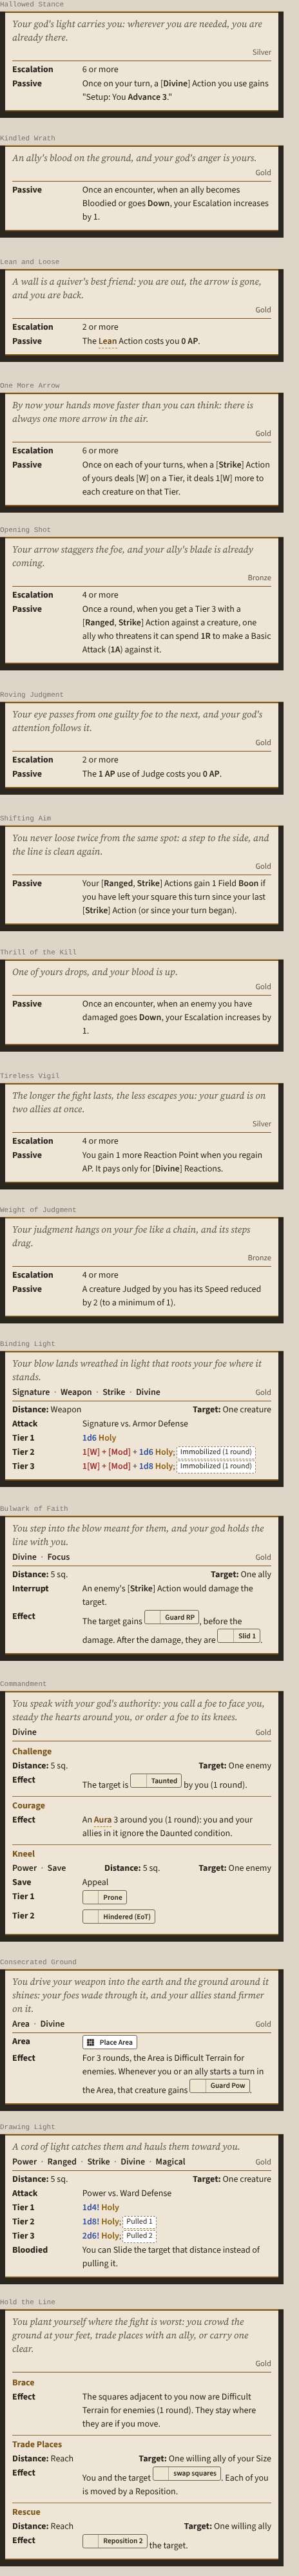 Hallowed Stance
Your god's light carries you: wherever you are needed, you are
already there.
Silver
Escalation 6 or more
Passive Once on your turn, a [Divine] Action you use gains
"Setup: You Advance 3."
Kindled Wrath
An ally's blood on the ground, and your god's anger is yours.
Gold
Passive Once an encounter, when an ally becomes
Bloodied or goes Down, your Escalation increases
by 1.
Lean and Loose
A wall is a quiver's best friend: you are out, the arrow is gone,
and you are back.
Gold
Escalation 2 or more
Passive The Lean Action costs you 0 AP.
One More Arrow
By now your hands move faster than you can think: there is
always one more arrow in the air.
Gold
Escalation 6 or more
Passive Once on each of your turns, when a [Strike] Action
of yours deals [W] on a Tier, it deals 1[W] more to
each creature on that Tier.
Opening Shot
Your arrow staggers the foe, and your ally's blade is already
coming.
Bronze
Escalation 4 or more
Passive Once a round, when you get a Tier 3 with a
[Ranged, Strike] Action against a creature, one
ally who threatens it can spend 1R to make a Basic
Attack (1A) against it.
Roving Judgment
Your eye passes from one guilty foe to the next, and your god's
attention follows it.
Gold
Escalation 2 or more
Passive The 1 AP use of Judge costs you 0 AP.
Shifting Aim
You never loose twice from the same spot: a step to the side, and
the line is clean again.
Gold
Passive Your [Ranged, Strike] Actions gain 1 Field Boon if
you have left your square this turn since your last
[Strike] Action (or since your turn began).
Thrill of the Kill
One of yours drops, and your blood is up.
Gold
Passive Once an encounter, when an enemy you have
damaged goes Down, your Escalation increases by
1.
Tireless Vigil
The longer the fight lasts, the less escapes you: your guard is on
two allies at once.
Silver
Escalation 4 or more
Passive You gain 1 more Reaction Point when you regain
AP. It pays only for [Divine] Reactions.
Weight of Judgment
Your judgment hangs on your foe like a chain, and its steps
drag.
Bronze
Escalation 4 or more
Passive A creature Judged by you has its Speed reduced
by 2 (to a minimum of 1).
Binding Light
Your blow lands wreathed in light that roots your foe where it
stands.
Signature · Weapon · Strike · Divine Gold
Distance: Weapon Target: One creature
Attack Signature vs. Armor Defense
Tier 1 1d6 Holy
Tier 2 1[W] + [Mod] + 1d6 Holy; Immobilized (1 round)
Tier 3 1[W] + [Mod] + 1d8 Holy; Immobilized (1 round)
Bulwark of Faith
You step into the blow meant for them, and your god holds the
line with you.
Divine · Focus Gold
Distance: 5 sq. Target: One ally
Interrupt An enemy's [Strike] Action would damage the
target.
Effect The target gains Guard RP, before the
damage. After the damage, they are Slid 1.
Commandment
You speak with your god's authority: you call a foe to face you,
steady the hearts around you, or order a foe to its knees.
Divine Gold
Challenge
Distance: 5 sq. Target: One enemy
Effect The target is Taunted by you (1 round).
Courage
Effect An Aura 3 around you (1 round): you and your
allies in it ignore the Daunted condition.
Kneel
Power · Save Distance: 5 sq. Target: One enemy
Save Appeal
Tier 1 Prone
Tier 2 Hindered (EoT)
Consecrated Ground
You drive your weapon into the earth and the ground around it
shines: your foes wade through it, and your allies stand firmer
on it.
Area · Divine Gold
Area Place Area
Effect For 3 rounds, the Area is Difficult Terrain for
enemies. Whenever you or an ally starts a turn in
the Area, that creature gains Guard Pow.
Drawing Light
A cord of light catches them and hauls them toward you.
Power · Ranged · Strike · Divine · Magical Gold
Distance: 5 sq. Target: One creature
Attack Power vs. Ward Defense
Tier 1 1d4! Holy
Tier 2 1d8! Holy; Pulled 1
Tier 3 2d6! Holy; Pulled 2
Bloodied You can Slide the target that distance instead of
pulling it.
Hold the Line
You plant yourself where the fight is worst: you crowd the
ground at your feet, trade places with an ally, or carry one
clear.
Gold
Brace
Effect The squares adjacent to you now are Difficult
Terrain for enemies (1 round). They stay where
they are if you move.
Trade Places
Distance: Reach Target: One willing ally of your Size
Effect You and the target swap squares. Each of you
is moved by a Reposition.
Rescue
Distance: Reach Target: One willing ally
Effect Reposition 2 the target.